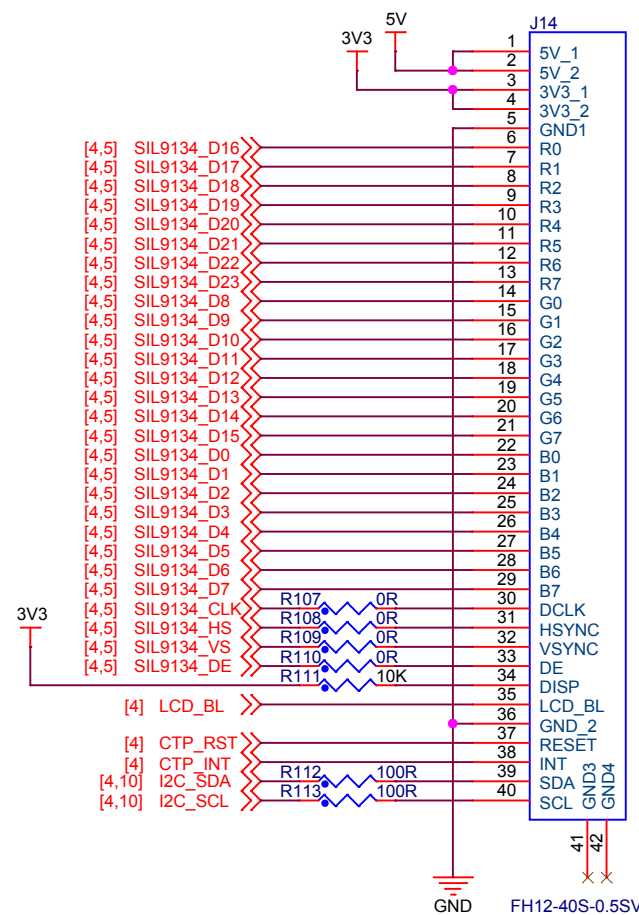 5V
3V3
J14
1 5V_1
2 5V_2
3 3V3_1
4 3V3_2
5 GND1
[4,5] SIL9134_D16 6 R0
[4,5] SIL9134_D17 7 R1
[4,5] SIL9134_D18 8 R2
[4,5] SIL9134_D19 9 R3
[4,5] SIL9134_D20 10 R4
[4,5] SIL9134_D21 11 R5
[4,5] SIL9134_D22 12 R6
[4,5] SIL9134_D23 13 R7
[4,5] SIL9134_D8 14 G0
[4,5] SIL9134_D9 15 G1
[4,5] SIL9134_D10 16 G2
[4,5] SIL9134_D11 17 G3
[4,5] SIL9134_D12 18 G4
[4,5] SIL9134_D13 19 G5
[4,5] SIL9134_D14 20 G6
[4,5] SIL9134_D15 21 G7
[4,5] SIL9134_D0 22 B0
[4,5] SIL9134_D1 23 B1
[4,5] SIL9134_D2 24 B2
[4,5] SIL9134_D3 25 B3
[4,5] SIL9134_D4 26 B4
[4,5] SIL9134_D5 27 B5
[4,5] SIL9134_D6 28 B6
[4,5] SIL9134_D7 29 B7
[4,5] SIL9134_CLK R107 0R 30 DCLK
[4,5] SIL9134_HS R108 0R 31 HSYNC
[4,5] SIL9134_VS R109 0R 32 VSYNC
[4,5] SIL9134_DE R110 0R 33 DE
3V3 R111 10K 34 DISP
[4] LCD_BL 35 LCD_BL
36 GND_2
[4] CTP_RST 37 RESET
[4] CTP_INT 38 INT
[4,10] I2C_SDA R112 100R 39 SDA
[4,10] I2C_SCL R113 100R 40 SCL
GND3
GND4
41
42
GND
FH12-40S-0.5SV